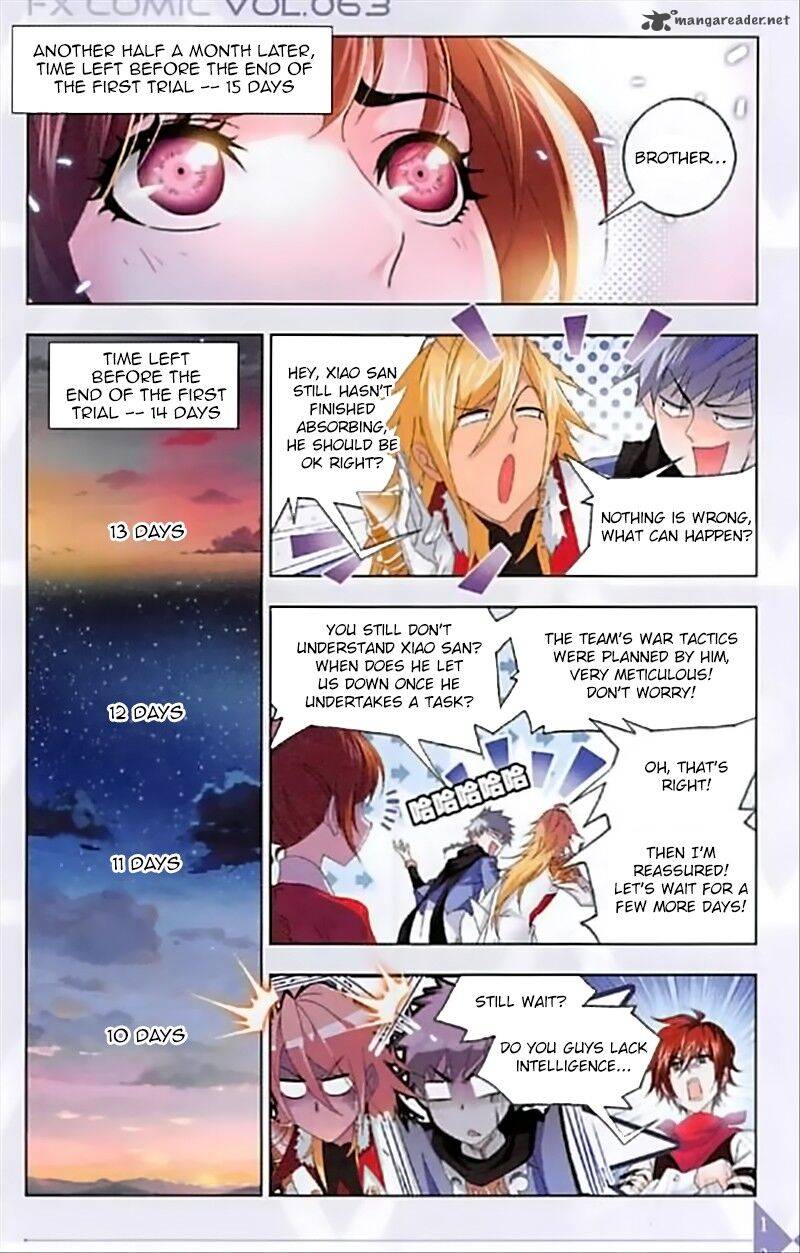 FX COMIC VOL.063
mangareader.net
ANOTHER HALF A MONTH LATER,
TIME LEFT BEFORE THE END OF
THE FIRST TRIAL -- 15 DAYS
BROTHER...
TIME LEFT
BEFORE THE
END OF THE FIRST
TRIAL -- 14 DAYS
13 DAYS
12 DAYS
11 DAYS
10 DAYS
HEY, XIAO SAN
STILL HASN'T
FINISHED
ABSORBING,
HE SHOULD BE
OK RIGHT?
NOTHING IS WRONG,
WHAT CAN HAPPEN?
YOU STILL DON'T
UNDERSTAND XIAO SAN?
WHEN DOES HE LET
US DOWN ONCE HE
UNDERTAKES A TASK?
THE TEAM'S WAR TACTICS
WERE PLANNED BY HIM,
VERY METICULOUS!
DON'T WORRY!
哈哈哈哈哈
OH, THAT'S
RIGHT!
THEN I'M
REASSURED!
LET'S WAIT FOR A
FEW MORE DAYS!
STILL WAIT?
DO YOU GUYS LACK
INTELLIGENCE...